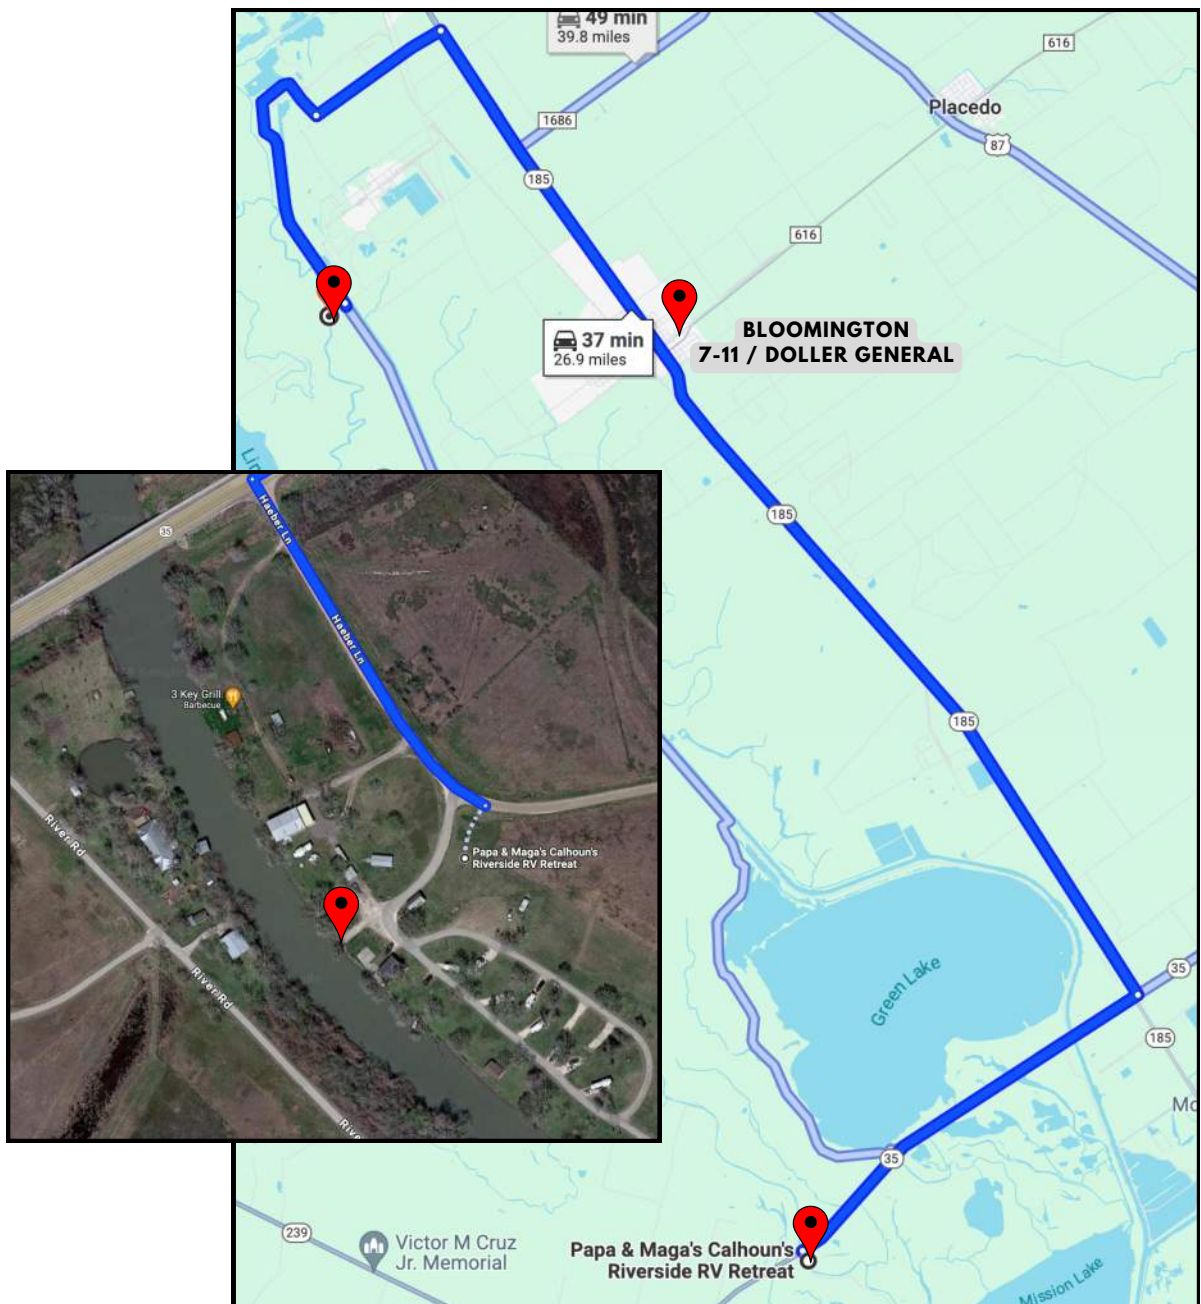 49 min
39.8 miles
616
Placedo
1686
87
185
616
37 min
26.9 miles
BLOOMINGTON
7-11 / DOLLER GENERAL
185
185
Green Lake
35
185
35
239
Victor M Cruz
Jr. Memorial
Papa & Maga's Calhoun's
Riverside RV Retreat
Mission Lake
35
Haeber Ln
Haeber Ln
3 Key Grill
Barbecue
River Rd
Papa & Maga's Calhoun's
Riverside RV Retreat
River Rd